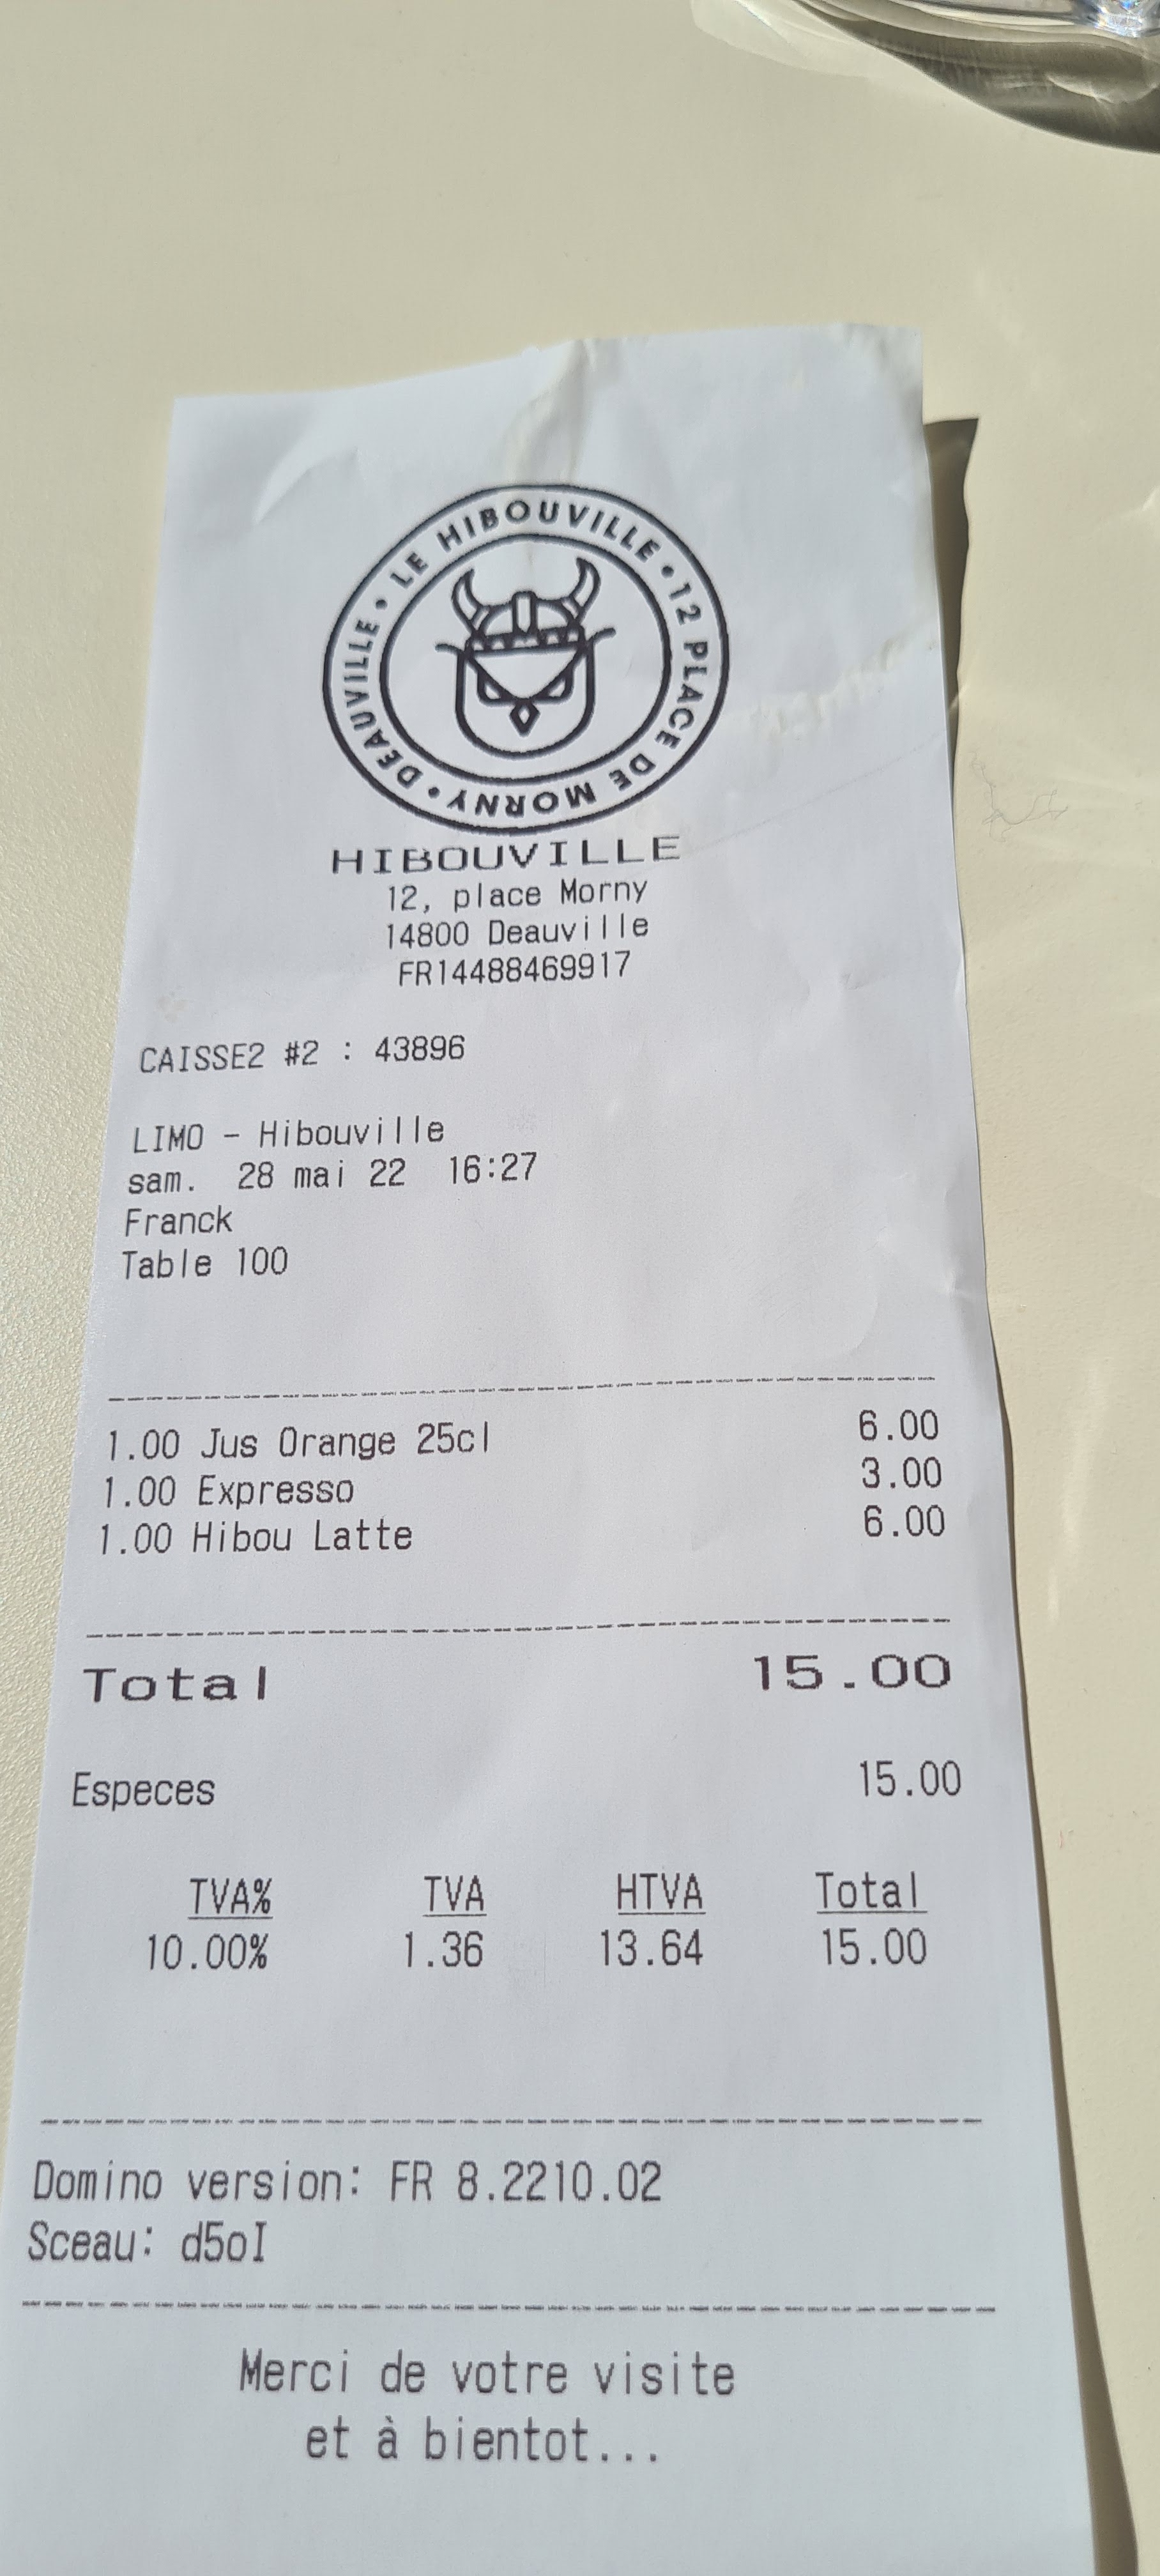 LE HIBOUVILLE • 12 PLACE DE MORNY • DEAUVILLE •
HIBOUVILLE
12, place Morny
14800 Deauville
FR14488469917
CAISSE2 #2 : 43896
LIMO - Hibouville
sam. 28 mai 22 16:27
Franck
Table 100
1.00 Jus Orange 25cl 6.00
1.00 Expresso 3.00
1.00 Hibou Latte 6.00
Total 15.00
Especes 15.00
TVA% TVA HTVA Total
10.00% 1.36 13.64 15.00
Domino version: FR 8.2210.02
Sceau: d5oI
Merci de votre visite
et à bientot...